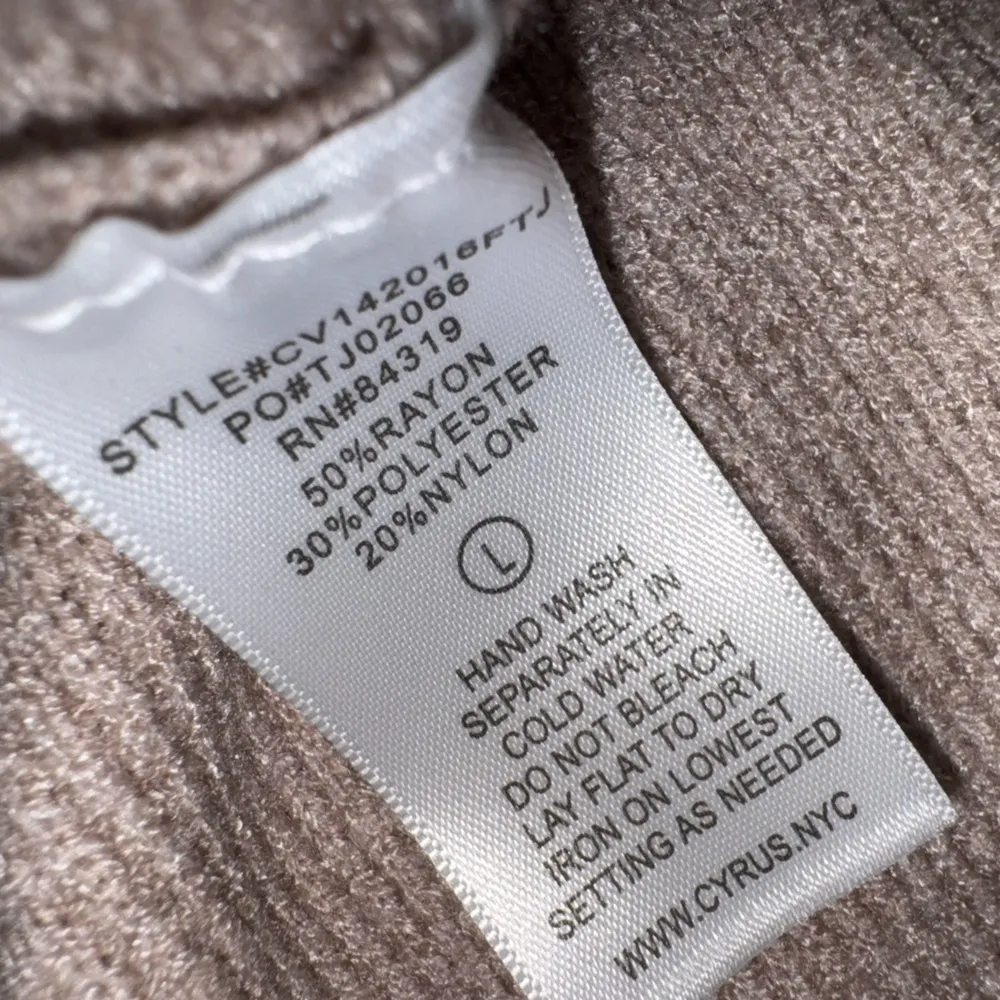 STYLE#CV142016FTJ
PO#TJ02066
RN#84319
50%RAYON
30%POLYESTER
20%NYLON
L
HAND WASH
SEPARATELY IN
COLD WATER
DO NOT BLEACH
LAY FLAT TO DRY
IRON ON LOWEST
SETTING AS NEEDED
WWW.CYRUS.NYC